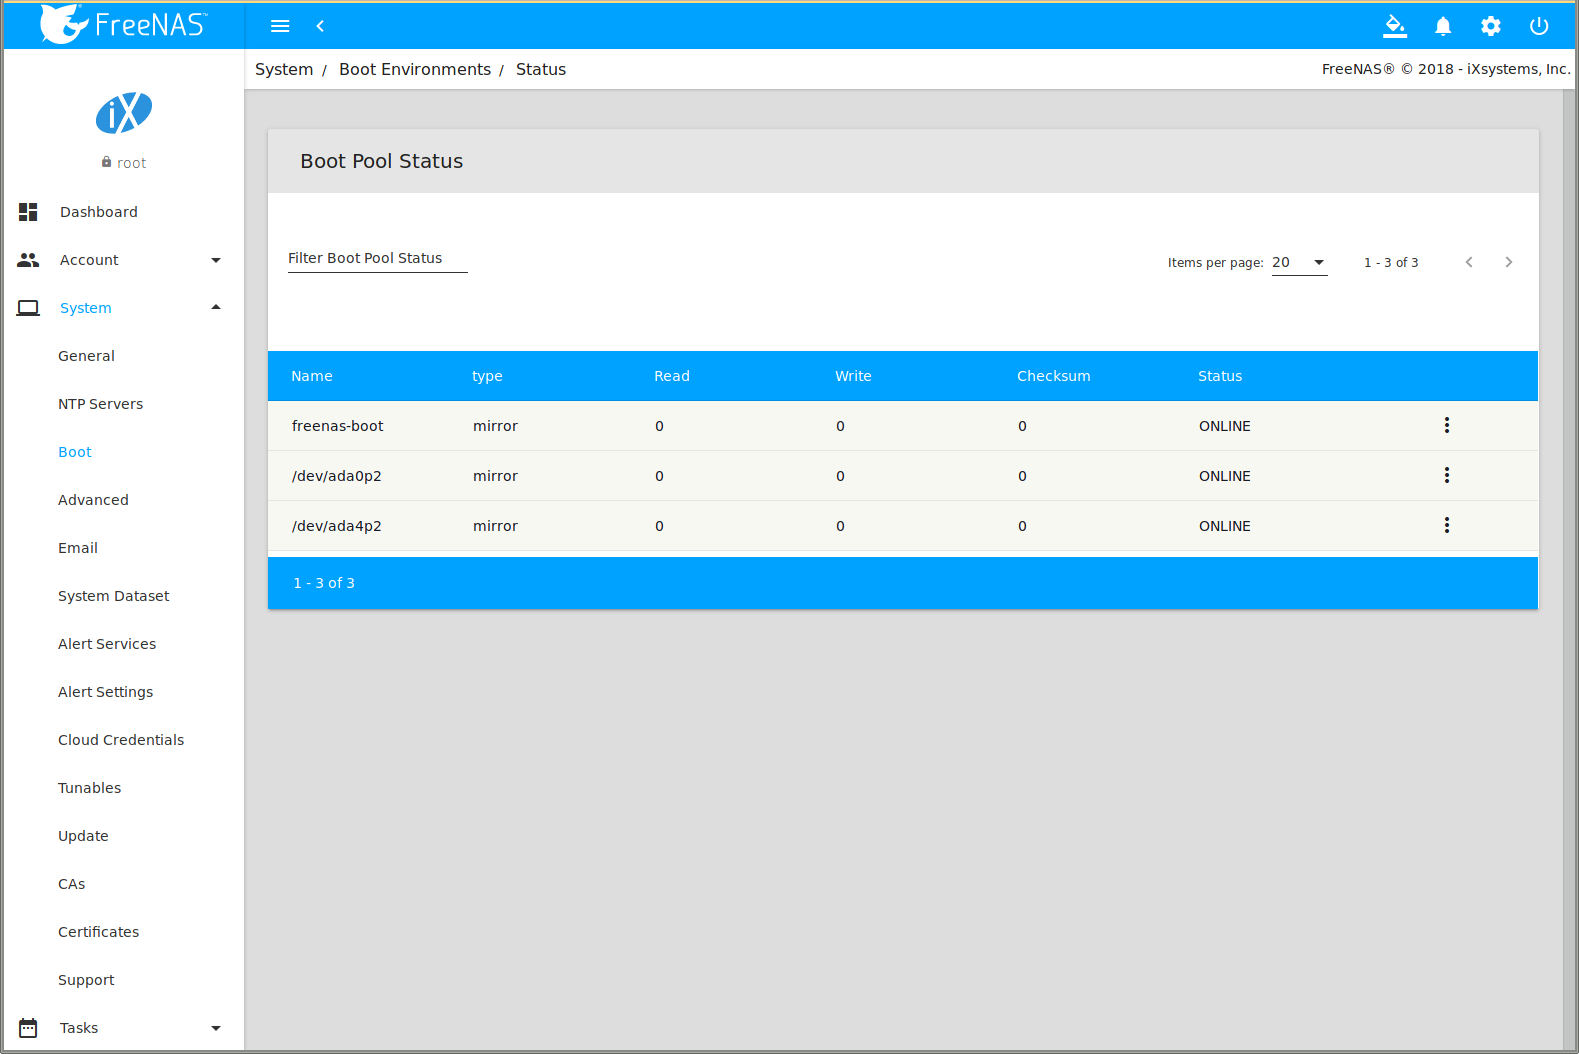 FreeNAS™
System / Boot Environments / Status
FreeNAS® © 2018 - iXsystems, Inc.
iX
root
Dashboard
Account
System
General
NTP Servers
Boot
Advanced
Email
System Dataset
Alert Services
Alert Settings
Cloud Credentials
Tunables
Update
CAs
Certificates
Support
Tasks
Boot Pool Status
Filter Boot Pool Status
Items per page: 20 1 - 3 of 3
Name type Read Write Checksum Status
freenas-boot mirror 0 0 0 ONLINE
/dev/ada0p2 mirror 0 0 0 ONLINE
/dev/ada4p2 mirror 0 0 0 ONLINE
1 - 3 of 3